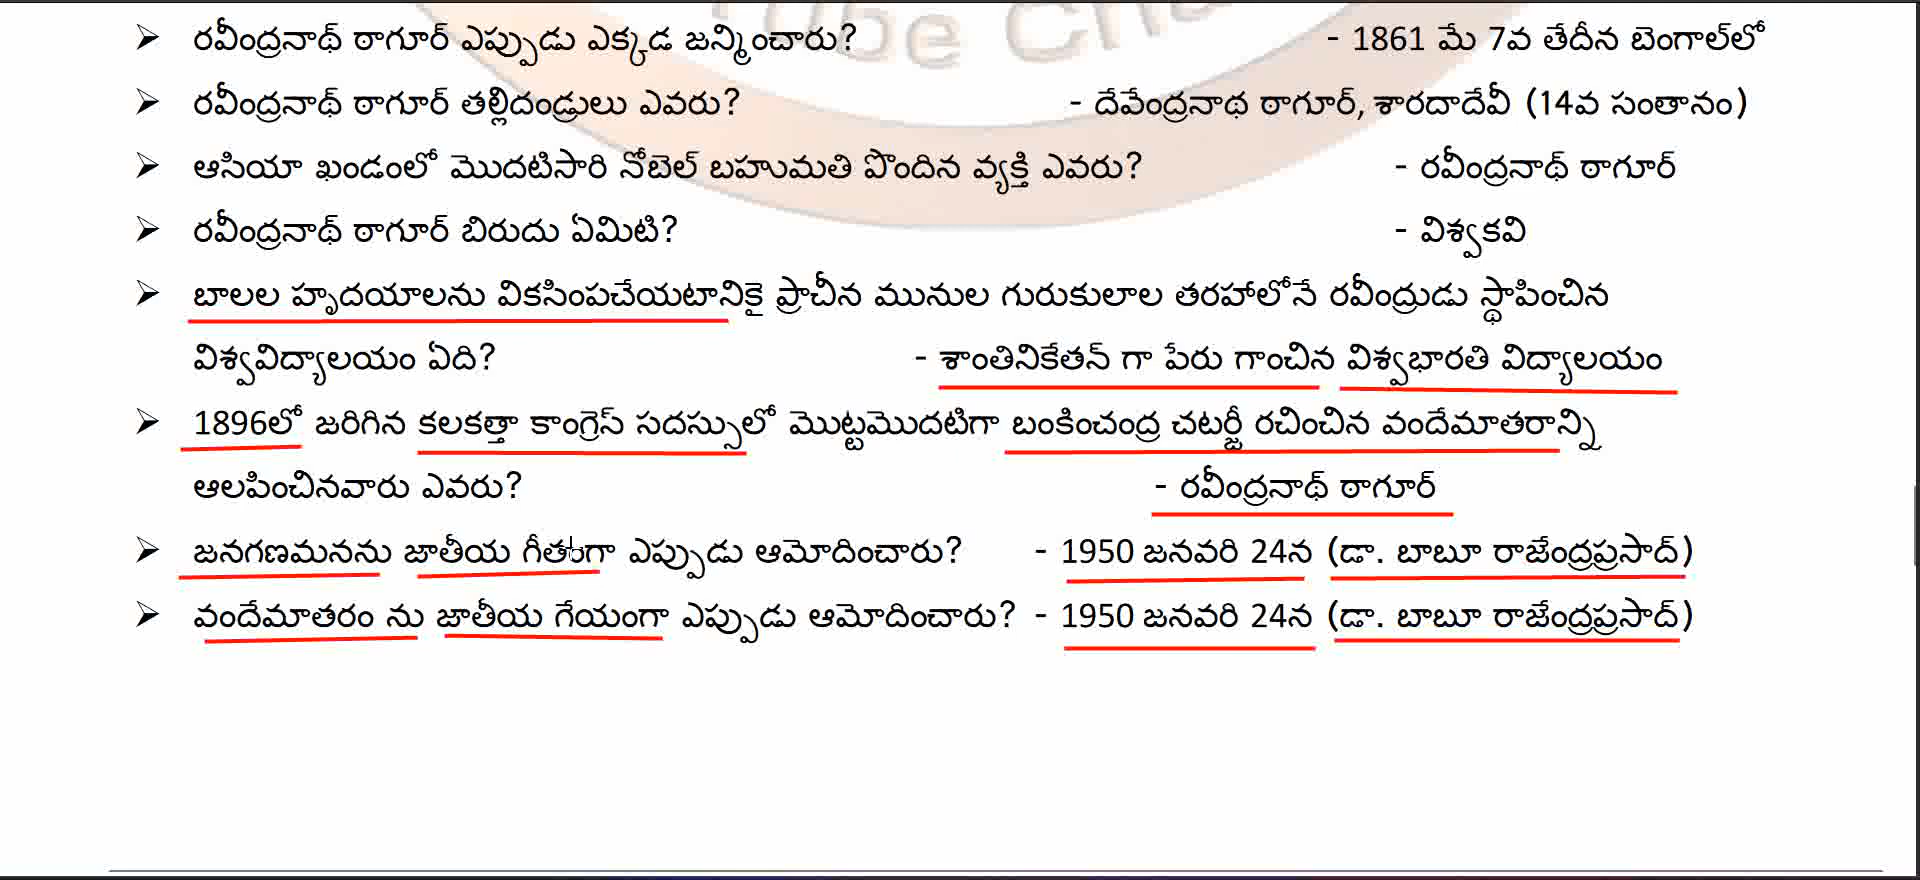 ube Cha
➢ రవీంద్రనాథ్ ఠాగూర్ ఎప్పుడు ఎక్కడ జన్మించారు? - 1861 మే 7వ తేదీన బెంగాల్‌లో
➢ రవీంద్రనాథ్ ఠాగూర్ తల్లిదండ్రులు ఎవరు? - దేవేంద్రనాథ ఠాగూర్, శారదాదేవీ (14వ సంతానం)
➢ ఆసియా ఖండంలో మొదటిసారి నోబెల్ బహుమతి పొందిన వ్యక్తి ఎవరు? - రవీంద్రనాథ్ ఠాగూర్
➢ రవీంద్రనాథ్ ఠాగూర్ బిరుదు ఏమిటి? - విశ్వకవి
➢ బాలల హృదయాలను వికసింపచేయటానికై ప్రాచీన మునుల గురుకులాల తరహాలోనే రవీంద్రుడు స్థాపించిన
విశ్వవిద్యాలయం ఏది? - శాంతినికేతన్ గా పేరు గాంచిన విశ్వభారతి విద్యాలయం
➢ 1896లో జరిగిన కలకత్తా కాంగ్రెస్ సదస్సులో మొట్టమొదటిగా బంకించంద్ర చటర్జీ రచించిన వందేమాతరాన్ని
ఆలపించినవారు ఎవరు? - రవీంద్రనాథ్ ఠాగూర్
➢ జనగణమనను జాతీయ గీతంగా ఎప్పుడు ఆమోదించారు? - 1950 జనవరి 24న (డా. బాబూ రాజేంద్రప్రసాద్)
➢ వందేమాతరం ను జాతీయ గేయంగా ఎప్పుడు ఆమోదించారు? - 1950 జనవరి 24న (డా. బాబూ రాజేంద్రప్రసాద్)